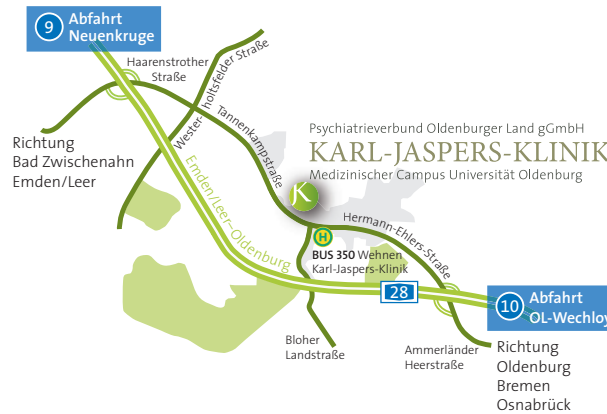 9
Abfahrt
Neuenkruge
Haarenstrother
Straße
Wester-
holtsfelder Straße
Tannenkampstraße
Richtung
Bad Zwischenahn
Emden/Leer
Psychiatrieverbund Oldenburger Land gGmbH
KARL-JASPERS-KLINIK
Medizinischer Campus Universität Oldenburg
K
Hermann-Ehlers-Straße
Emden/Leer–Oldenburg
H
BUS 350 Wehnen
Karl-Jaspers-Klinik
28
10
Abfahrt
OL-Wechloy
Bloher
Landstraße
Ammerländer
Heerstraße
Richtung
Oldenburg
Bremen
Osnabrück